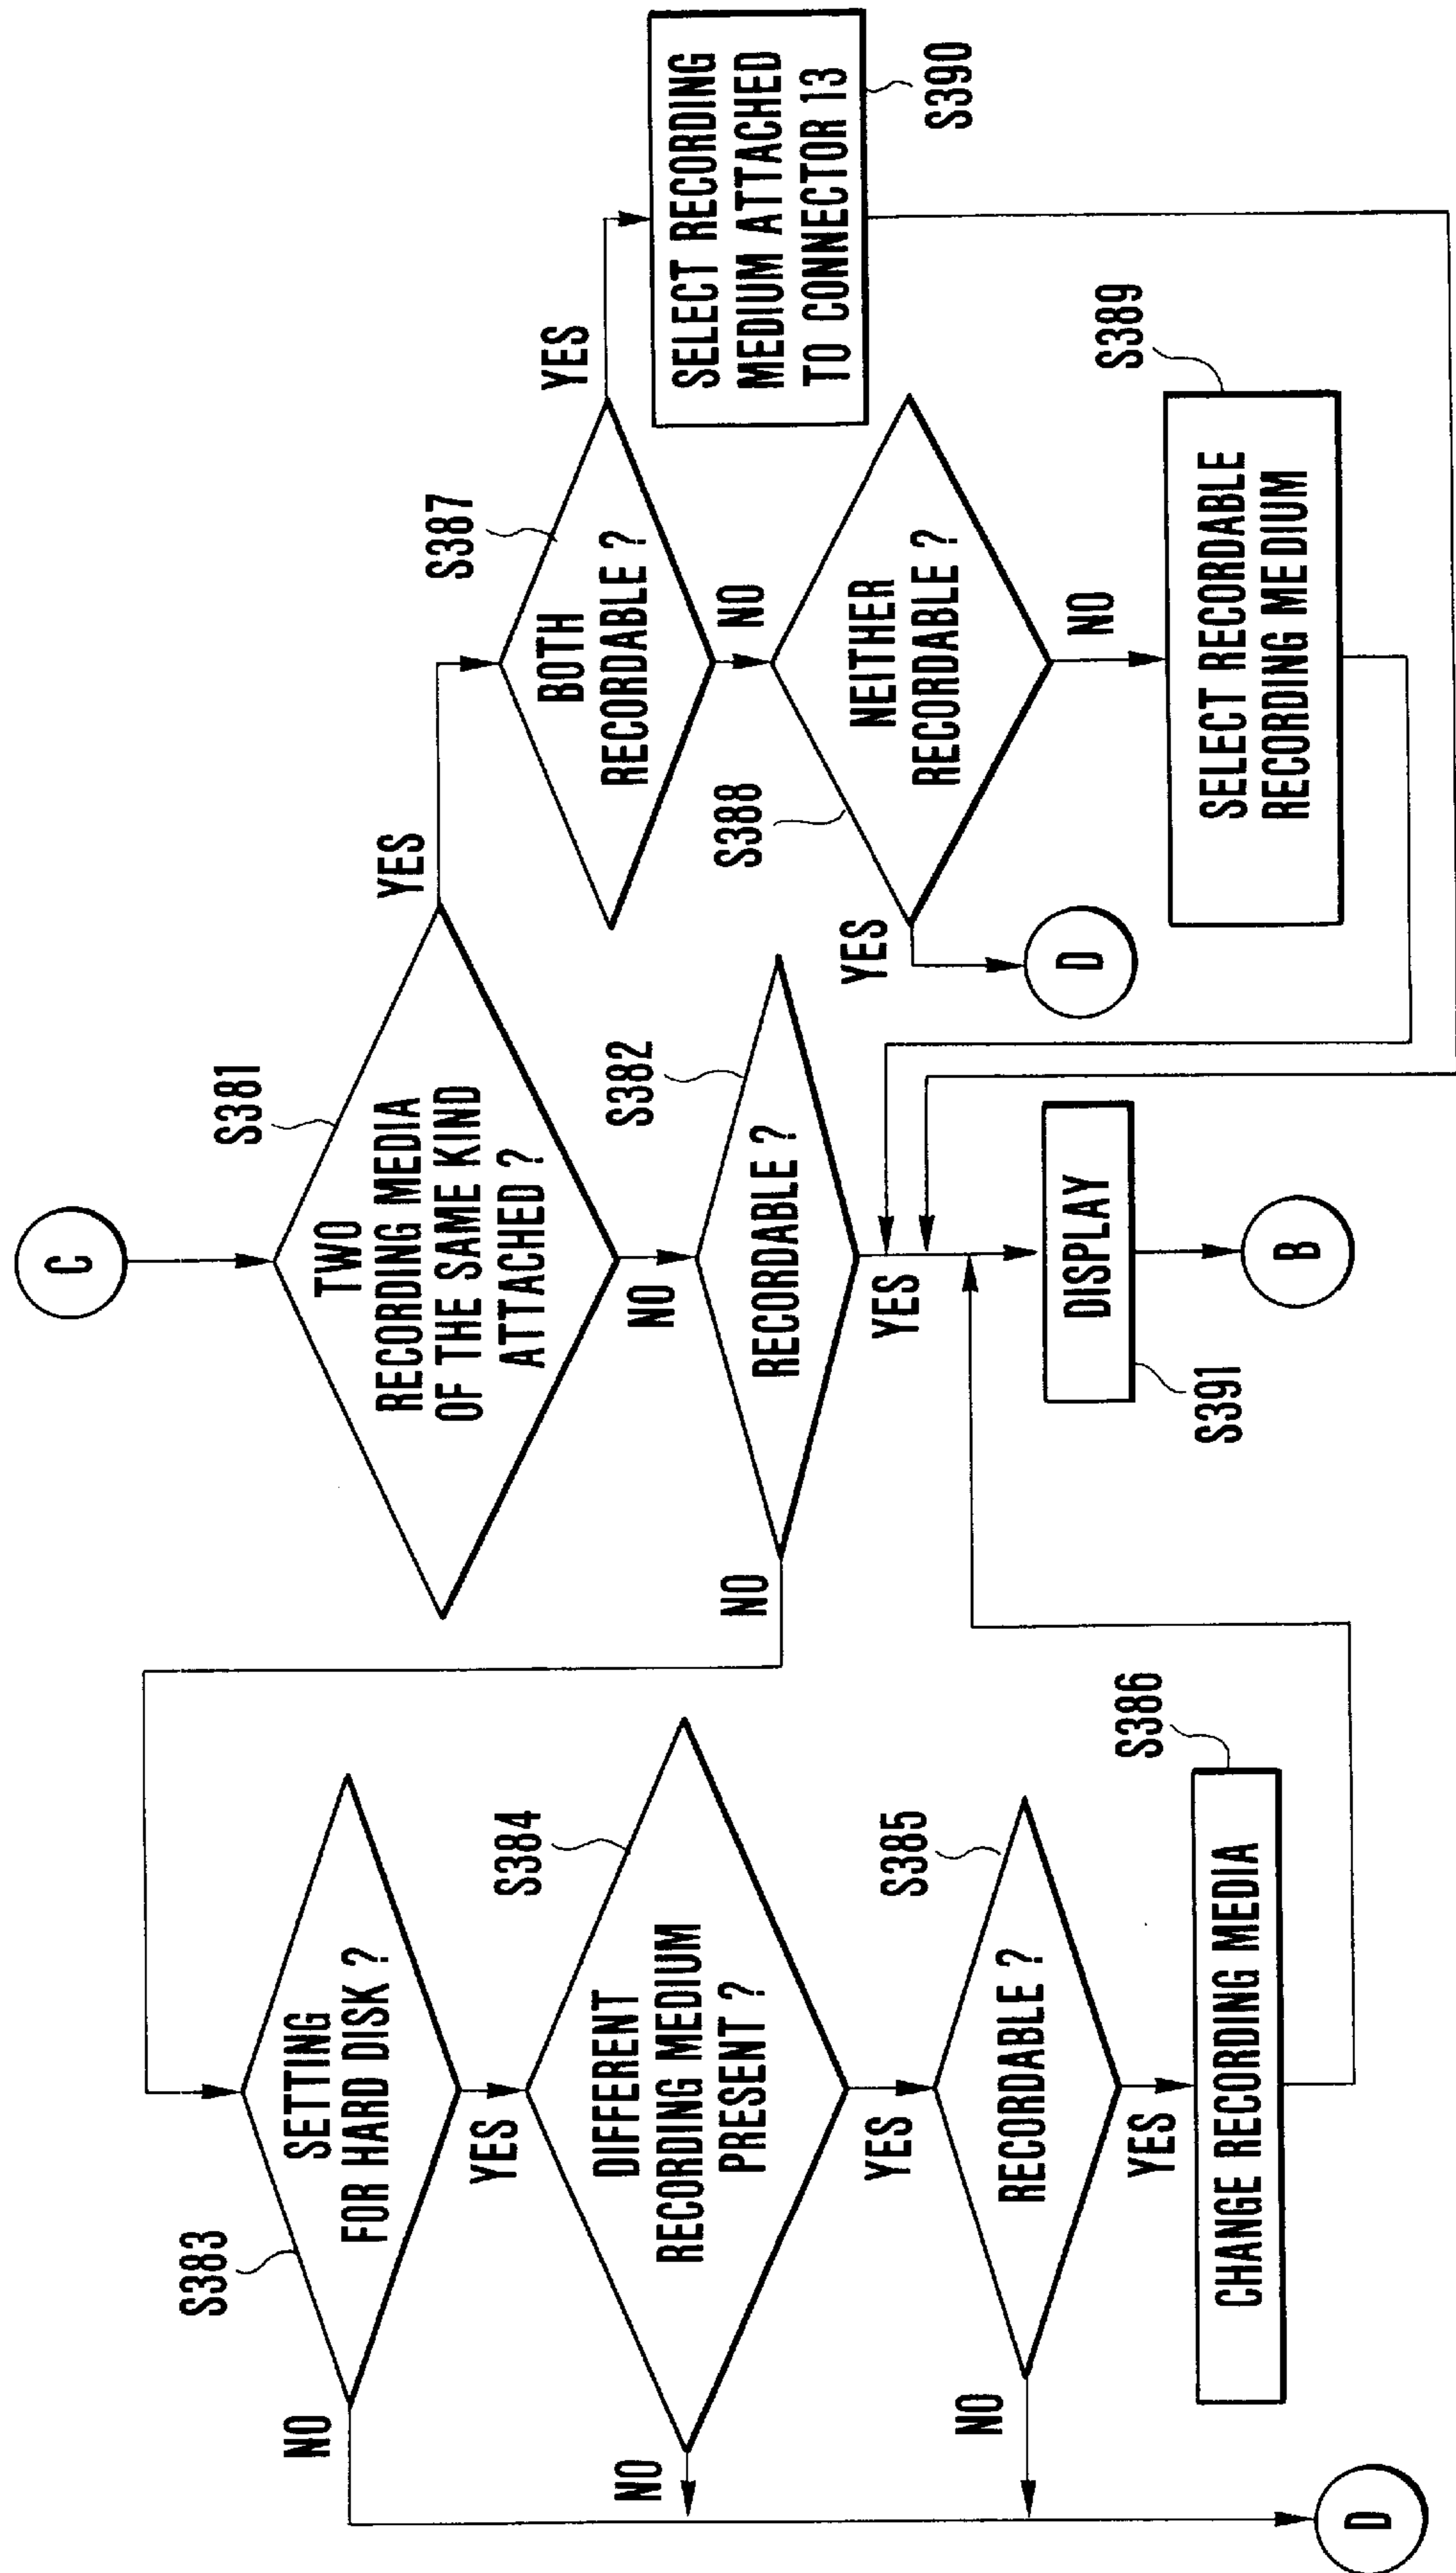 C
S381
TWO
RECORDING MEDIA
OF THE SAME KIND
ATTACHED ?
YES
NO
S382
RECORDABLE ?
NO
YES
S383
SETTING
FOR HARD DISK ?
NO
YES
S384
DIFFERENT
RECORDING MEDIUM
PRESENT ?
NO
YES
S385
RECORDABLE ?
NO
YES
S386
CHANGE RECORDING MEDIA
D
S387
BOTH
RECORDABLE ?
YES
NO
S390
SELECT RECORDING
MEDIUM ATTACHED
TO CONNECTOR 13
S388
NEITHER
RECORDABLE ?
YES
D
NO
S389
SELECT RECORDABLE
RECORDING MEDIUM
DISPLAY
S391
B